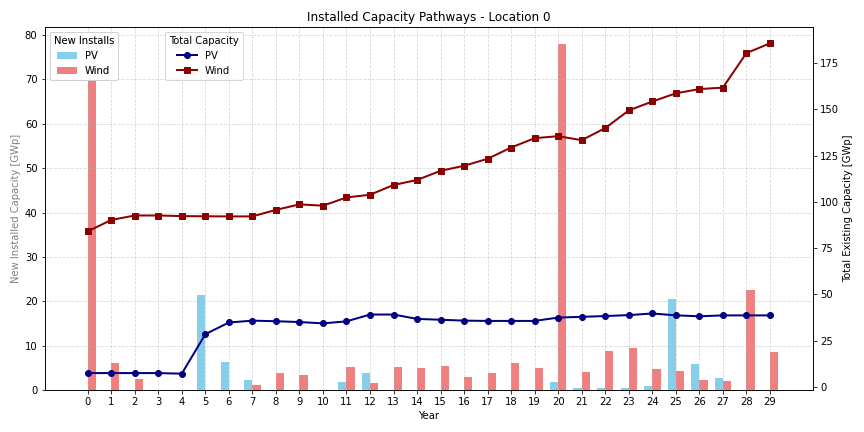 Installed Capacity Pathways - Location 0
New Installs
PV
Wind
Total Capacity
PV
Wind
New Installed Capacity [GWp]
80
70
60
50
40
30
20
10
0
Total Existing Capacity [GWp]
175
150
125
100
75
50
25
0
0 1 2 3 4 5 6 7 8 9 10 11 12 13 14 15 16 17 18 19 20 21 22 23 24 25 26 27 28 29
Year